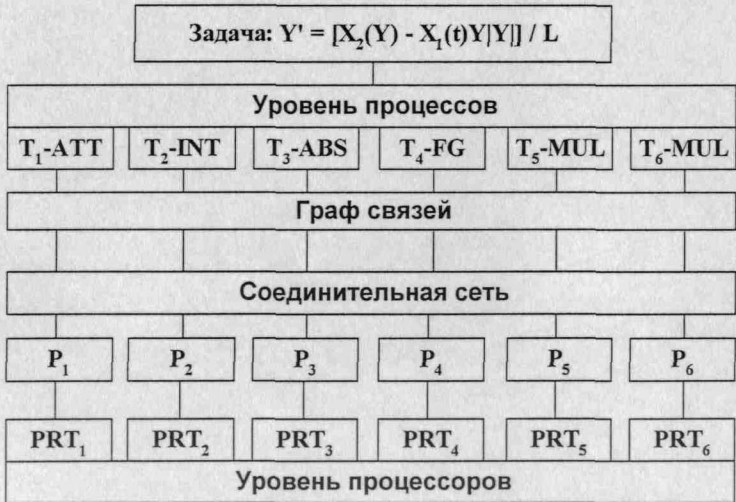 Задача: Y' = [X₂(Y) - X₁(t)Y|Y|] / L
Уровень процессов
T₁-ATT T₂-INT T₃-ABS T₄-FG T₅-MUL T₆-MUL
Граф связей
Соединительная сеть
P₁ P₂ P₃ P₄ P₅ P₆
PRT₁ PRT₂ PRT₃ PRT₄ PRT₅ PRT₆
Уровень процессоров